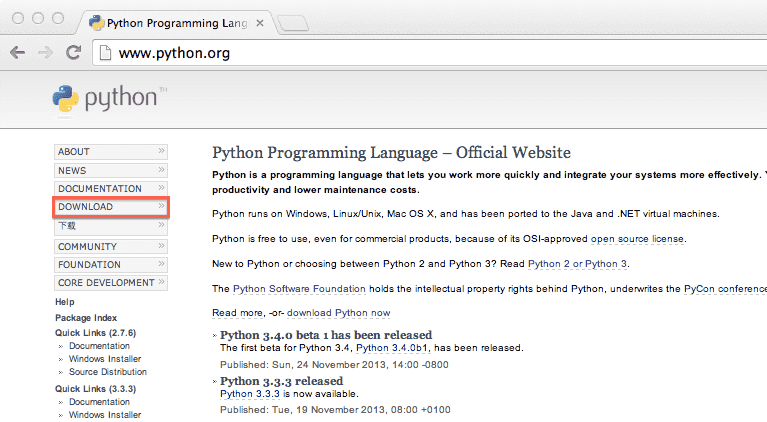 Python Programming Lang
www.python.org
python™
ABOUT
NEWS
DOCUMENTATION
DOWNLOAD
下载
COMMUNITY
FOUNDATION
CORE DEVELOPMENT
Help
Package Index
Quick Links (2.7.6)
Documentation
Windows Installer
Source Distribution
Quick Links (3.3.3)
Documentation
Windows Installer
Python Programming Language – Official Website
Python is a programming language that lets you work more quickly and integrate your systems more effectively.
productivity and lower maintenance costs.
Python runs on Windows, Linux/Unix, Mac OS X, and has been ported to the Java and .NET virtual machines.
Python is free to use, even for commercial products, because of its OSI-approved open source license.
New to Python or choosing between Python 2 and Python 3? Read Python 2 or Python 3.
The Python Software Foundation holds the intellectual property rights behind Python, underwrites the PyCon conference
Read more, -or- download Python now
Python 3.4.0 beta 1 has been released
The first beta for Python 3.4, Python 3.4.0b1, has been released.
Published: Sun, 24 November 2013, 14:00 -0800
Python 3.3.3 released
Python 3.3.3 is now available.
Published: Tue, 19 November 2013, 08:00 +0100